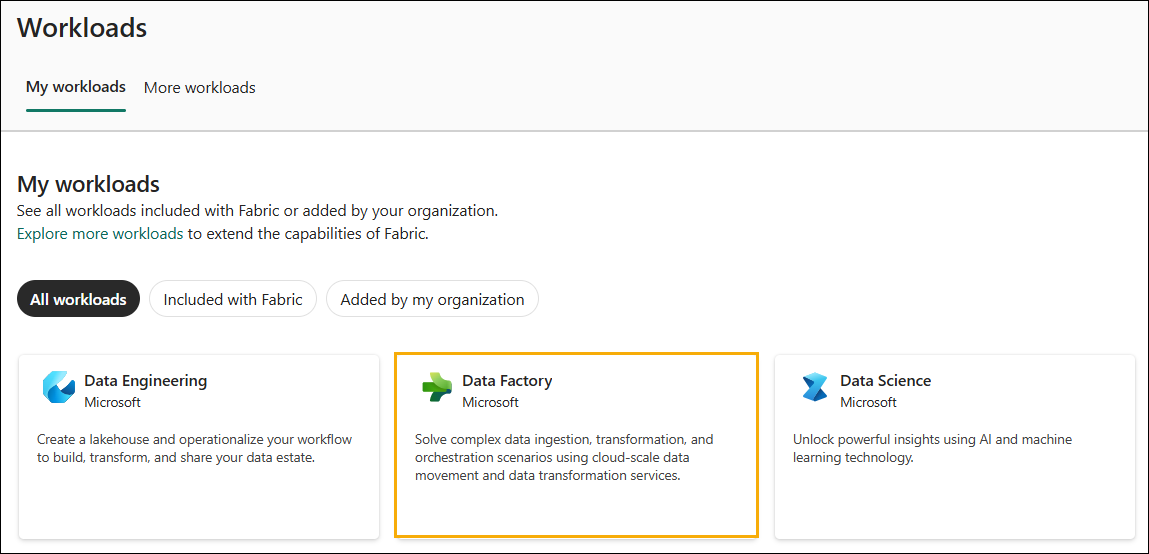 Workloads
My workloads
More workloads
My workloads
See all workloads included with Fabric or added by your organization.
Explore more workloads to extend the capabilities of Fabric.
All workloads
Included with Fabric
Added by my organization
Data Engineering
Microsoft
Create a lakehouse and operationalize your workflow
to build, transform, and share your data estate.
Data Factory
Microsoft
Solve complex data ingestion, transformation, and
orchestration scenarios using cloud-scale data
movement and data transformation services.
Data Science
Microsoft
Unlock powerful insights using AI and machine
learning technology.